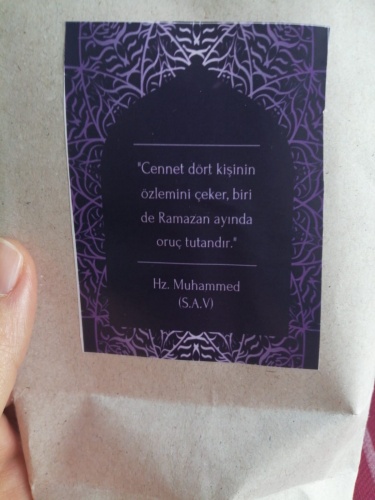 "Cennet dört kişinin
özlemini çeker, biri
de Ramazan ayında
oruç tutandır."
Hz. Muhammed
(S.A.V)